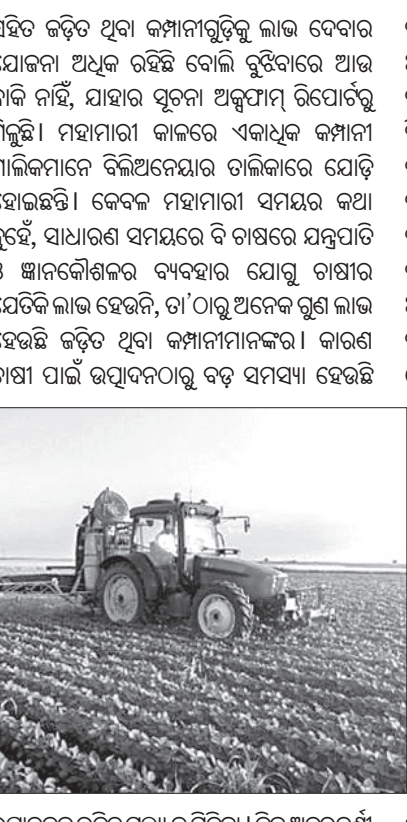 ସହିତ ଜଡ଼ିତ ଥିବା କମ୍ପାନୀଗୁଡ଼ିକୁ ଲାଭ ଦେବାର
ଯୋଜନା ଅଧିକ ରହିଛି ବୋଲି ବୁଝିବାରେ ଆଉ
ବାକି ନାହିଁ, ଯାହାର ସୂଚନା ଅକ୍ସଫାମ୍ ରିପୋର୍ଟରୁ
ମିଳୁଛି। ମହାମାରୀ କାଳରେ ଏକାଧିକ କମ୍ପାନୀ
ମାଲିକମାନେ ବିଲିଅନେୟାର ତାଲିକାରେ ଯୋଡ଼ି
ହୋଇଛନ୍ତି। କେବଳ ମହାମାରୀ ସମୟର କଥା
ନୁହେଁ, ସାଧାରଣ ସମୟରେ ବି ଚାଷରେ ଯନ୍ତ୍ରପାତି
ଓ ଜ୍ଞାନକୌଶଳର ବ୍ୟବହାର ଯୋଗୁ ଚାଷୀର
ଯେତିକି ଲାଭ ହେଉନି, ତା’ଠାରୁ ଅନେକ ଗୁଣ ଲାଭ
ହେଉଛି ଜଡ଼ିତ ଥିବା କମ୍ପାନୀମାନଙ୍କର। କାରଣ
ଚାଷୀ ପାଇଁ ଉତ୍ପାଦନଠାରୁ ବଡ଼ ସମସ୍ୟା ହେଉଛି